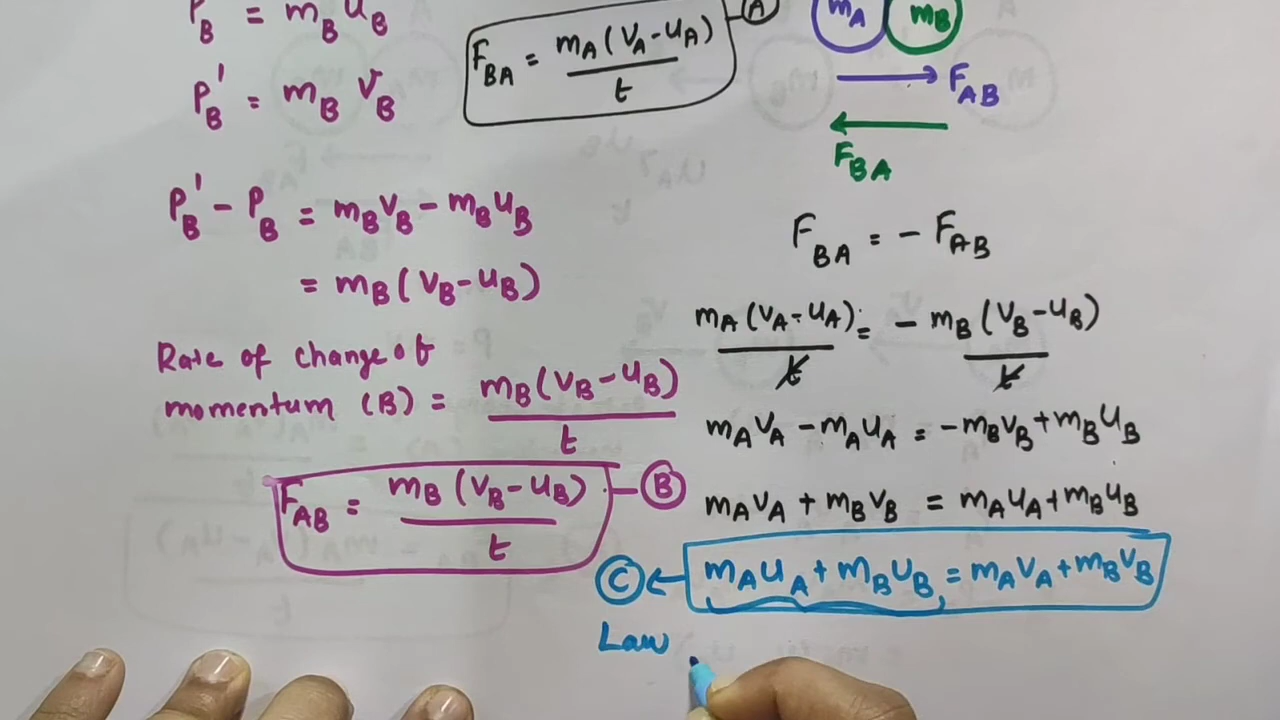 P_B = m_B u_B
P'_B = m_B V_B
P'_B - P_B = m_B V_B - m_B u_B
= m_B (V_B - u_B)
Rate of change of
momentum (B) = m_B (V_B - u_B) / t
F_AB = m_B (V_B - u_B) / t — B
F_BA = m_A (V_A - u_A) / t — A
m_A m_B
F_AB
F_BA
F_BA = - F_AB
m_A (V_A - u_A) / t = - m_B (V_B - u_B) / t
m_A V_A - m_A u_A = - m_B V_B + m_B u_B
m_A V_A + m_B V_B = m_A u_A + m_B u_B
C ← m_A u_A + m_B u_B = m_A V_A + m_B V_B
Law